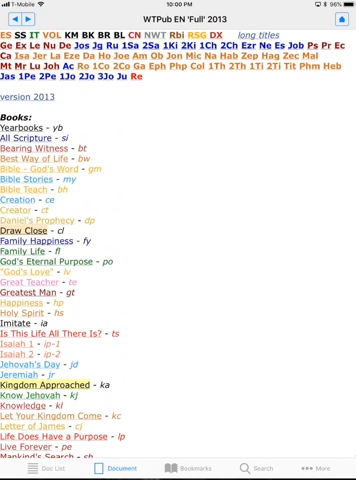 T-Mobile 10:00 PM 96%
WTPub EN 'Full' 2013
ES SS IT VOL KM BK BR BL CN NWT Rbi RSG DX long titles
Ge Ex Le Nu De Jos Jg Ru 1Sa 2Sa 1Ki 2Ki 1Ch 2Ch Ezr Ne Es Job Ps Pr Ec
Ca Isa Jer La Eze Da Ho Joe Am Ob Jon Mic Na Hab Zep Hag Zec Mal
Mt Mr Lu Joh Ac Ro 1Co 2Co Ga Eph Php Col 1Th 2Th 1Ti 2Ti Tit Phm Heb
Jas 1Pe 2Pe 1Jo 2Jo 3Jo Ju Re
version 2013
Books:
Yearbooks - yb
All Scripture - si
Bearing Witness - bt
Best Way of Life - bw
Bible - God's Word - gm
Bible Stories - my
Bible Teach - bh
Creation - ce
Creator - ct
Daniel's Prophecy - dp
Draw Close - cl
Family Happiness - fy
Family Life - fl
God's Eternal Purpose - po
"God's Love" - lv
Great Teacher - te
Greatest Man - gt
Happiness - hp
Holy Spirit - hs
Imitate - ia
Is This Life All There Is? - ts
Isaiah 1 - ip-1
Isaiah 2 - ip-2
Jehovah's Day - jd
Jeremiah - jr
Kingdom Approached - ka
Know Jehovah - kj
Knowledge - kl
Let Your Kingdom Come - kc
Letter of James - cj
Life Does Have a Purpose - lp
Live Forever - pe
Mankind's Search - sh
Doc List Document Bookmarks Search More